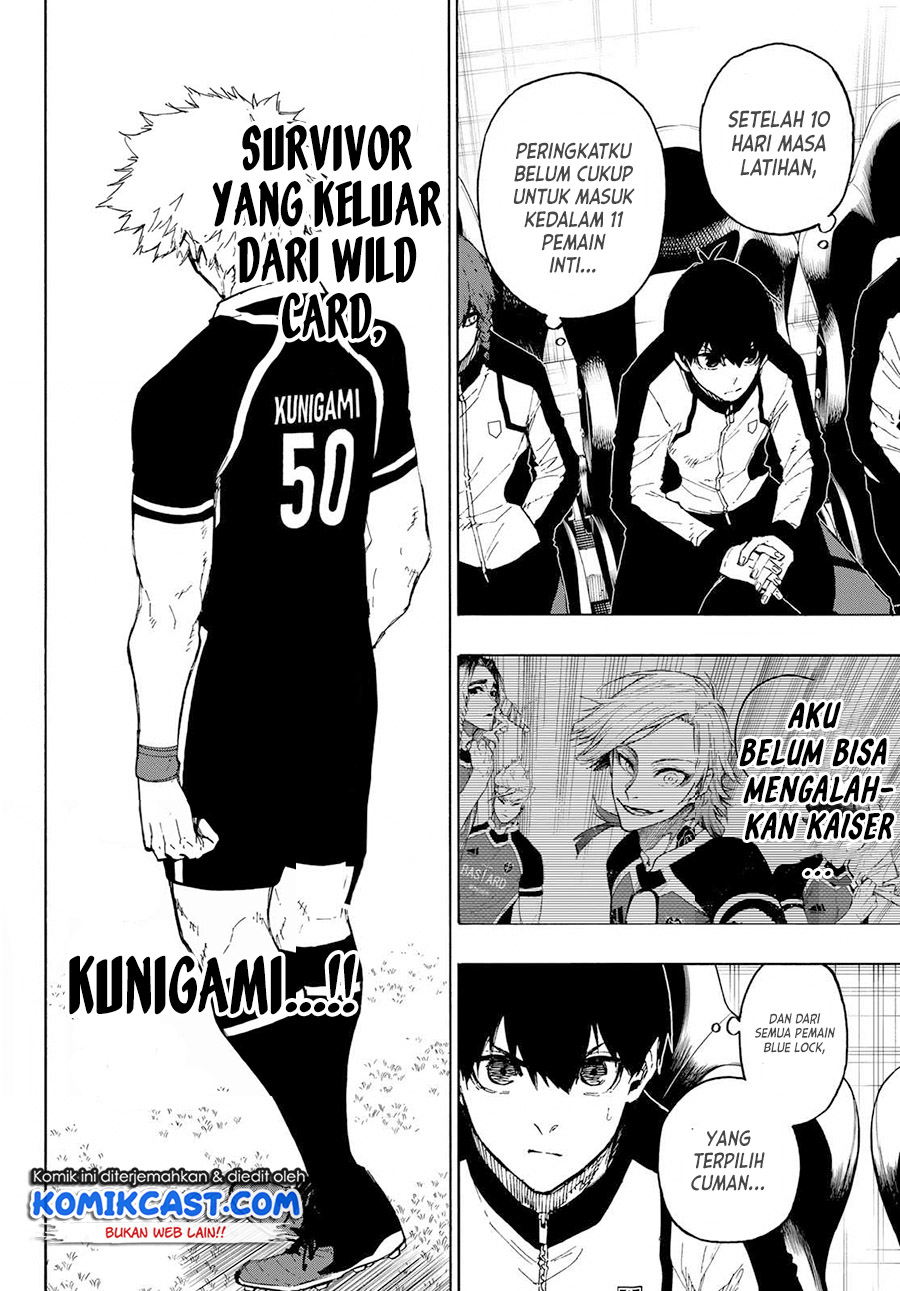 SETELAH 10
HARI MASA
LATIHAN,
PERINGKATKU
BELUM CUKUP
UNTUK MASUK
KEDALAM 11
PEMAIN
INTI...
AKU
BELUM BISA
MENGALAH-
KAN KAISER
...
BASTARD
DAN DARI
SEMUA PEMAIN
BLUE LOCK,
YANG
TERPILIH
CUMAN...
SURVIVOR
YANG KELUAR
DARI WILD
CARD,
KUNIGAMI
50
KUNIGAMI...!!
Komik ini diterjemahkan & diedit oleh
KOMIKCAST.COM
BUKAN WEB LAIN!!